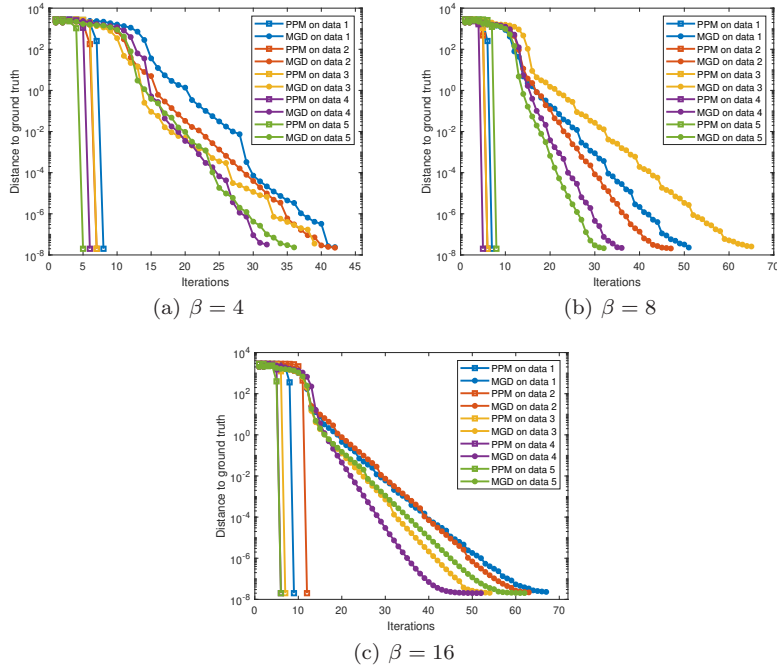 10^4
10^2
10^0
10^-2
10^-4
10^-6
10^-8
Distance to ground truth
0 5 10 15 20 25 30 35 40 45
Iterations
PPM on data 1
MGD on data 1
PPM on data 2
MGD on data 2
PPM on data 3
MGD on data 3
PPM on data 4
MGD on data 4
PPM on data 5
MGD on data 5
(a) β = 4
10^4
10^2
10^0
10^-2
10^-4
10^-6
10^-8
Distance to ground truth
0 10 20 30 40 50 60 70
Iterations
PPM on data 1
MGD on data 1
PPM on data 2
MGD on data 2
PPM on data 3
MGD on data 3
PPM on data 4
MGD on data 4
PPM on data 5
MGD on data 5
(b) β = 8
10^4
10^2
10^0
10^-2
10^-4
10^-6
10^-8
Distance to ground truth
0 10 20 30 40 50 60 70
Iterations
PPM on data 1
MGD on data 1
PPM on data 2
MGD on data 2
PPM on data 3
MGD on data 3
PPM on data 4
MGD on data 4
PPM on data 5
MGD on data 5
(c) β = 16